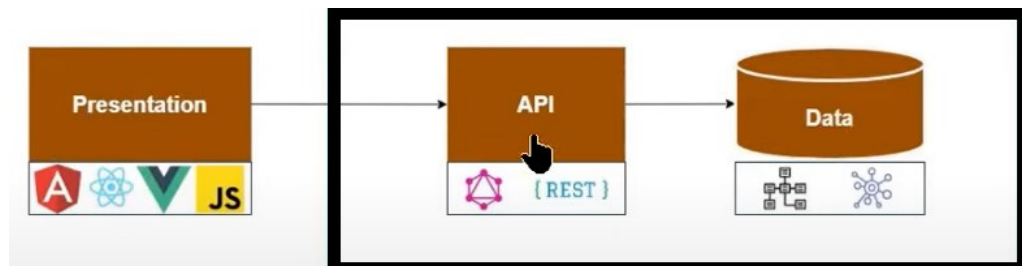 Presentation
API
Data
A
JS
{REST}